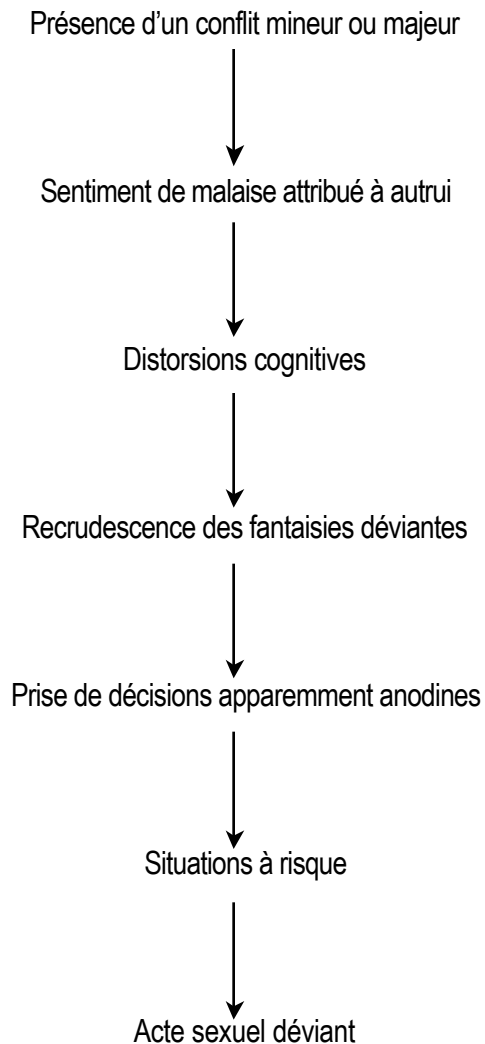 Présence d’un conflit mineur ou majeur
Sentiment de malaise attribué à autrui
Distorsions cognitives
Recrudescence des fantaisies déviantes
Prise de décisions apparemment anodines
Situations à risque
Acte sexuel déviant